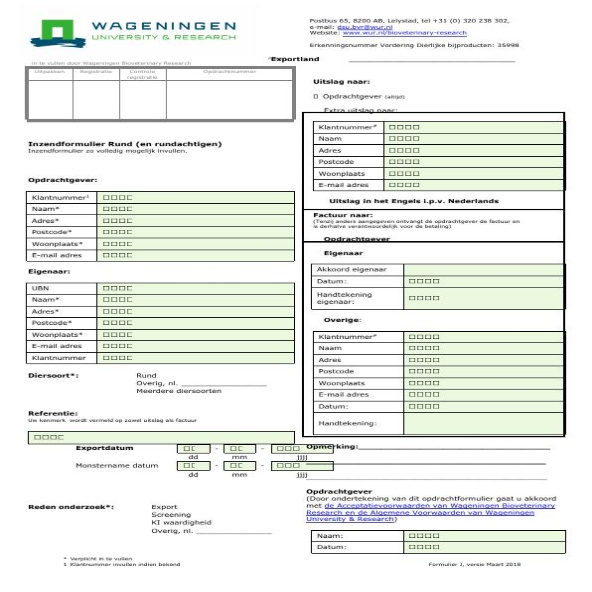 WAGENINGEN
UNIVERSITY & RESEARCH
Postbus 65, 8200 AB, Lelystad, tel +31 (0) 320 238 302,
e-mail: dsu.bvr@wur.nl
Website: www.wur.nl/bioveterinary-research
Erkenningsnummer Vordering Dierlijke bijproducten: 35998
In te vullen door Wageningen Bioveterinary Research
Uitpakken Registratie Controle registratie Opdrachtnummer
Exportland
Uitslag naar:
Opdrachtgever (altijd)
Extra uitslag naar:
Klantnummer
Naam
Adres
Postcode
Woonplaats
E-mail adres
Uitslag in het Engels i.p.v. Nederlands
Factuur naar:
(Tenzij anders aangegeven ontvangt de opdrachtgever de factuur en
is derhalve verantwoordelijk voor de betaling)
Opdrachtgever
Eigenaar
Akkoord eigenaar
Datum:
Handtekening
eigenaar:
Overige:
Klantnummer
Naam
Adres
Postcode
Woonplaats
E-mail adres
Datum:
Handtekening:
Inzendformulier Rund (en rundachtigen)
Inzendformulier zo volledig mogelijk invullen.
Opdrachtgever:
Klantnummer¹
Naam*
Adres*
Postcode*
Woonplaats*
E-mail adres
Eigenaar:
UBN
Naam*
Adres*
Postcode*
Woonplaats*
E-mail adres
Klantnummer
Diersoort*: Rund
Overig, nl.
Meerdere diersoorten
Referentie:
Uw kenmerk wordt vermeld op zowel uitslag als factuur
Exportdatum - -
dd mm jjjj
Monstername datum - -
dd mm jjjj
Reden onderzoek*: Export
Screening
KI waardigheid
Overig, nl.
* Verplicht in te vullen
1 Klantnummer invullen indien bekend
Opmerking:
Opdrachtgever
(Door ondertekening van dit opdrachtformulier gaat u akkoord
met de Acceptatievoorwaarden van Wageningen Bioveterinary
Research en de Algemene Voorwaarden van Wageningen
University & Research)
Naam:
Datum:
Formulier I, versie Maart 2018